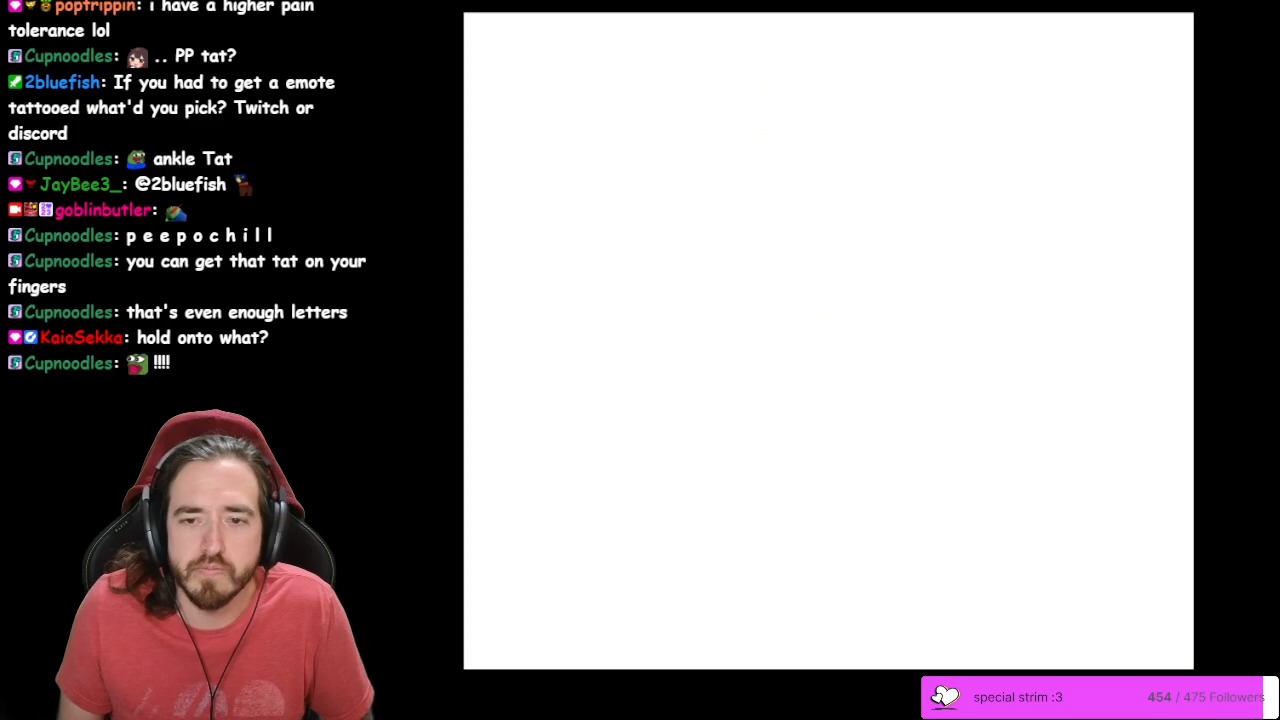 poptrippin: i have a higher pain
tolerance lol
Cupnoodles: .. PP tat?
2bluefish: If you had to get a emote
tattooed what'd you pick? Twitch or
discord
Cupnoodles: ankle Tat
JayBee3_: @2bluefish
goblinbutler:
Cupnoodles: p e e p o c h i l l
Cupnoodles: you can get that tat on your
fingers
Cupnoodles: that's even enough letters
KaioSekka: hold onto what?
Cupnoodles: !!!!
special strim :3 454 / 475 Followers